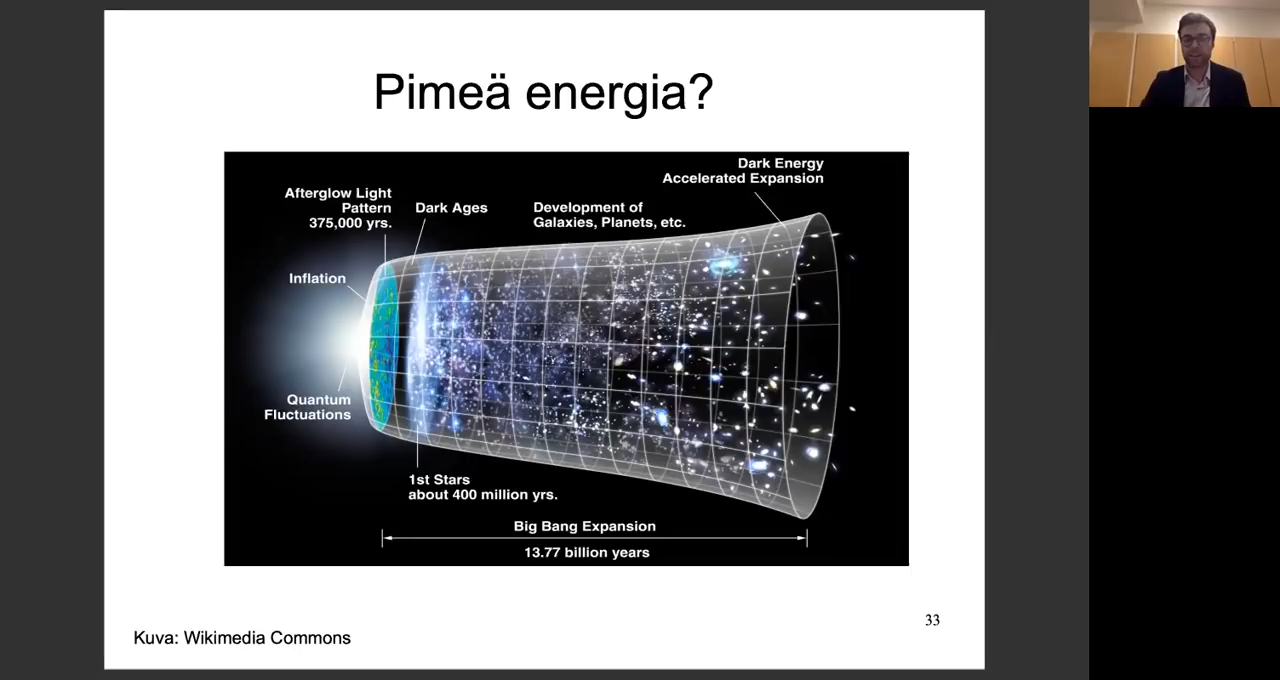 Pimeä energia?
Dark Energy
Accelerated Expansion
Afterglow Light
Pattern
375,000 yrs.
Dark Ages
Development of
Galaxies, Planets, etc.
Inflation
Quantum
Fluctuations
1st Stars
about 400 million yrs.
Big Bang Expansion
13.77 billion years
33
Kuva: Wikimedia Commons